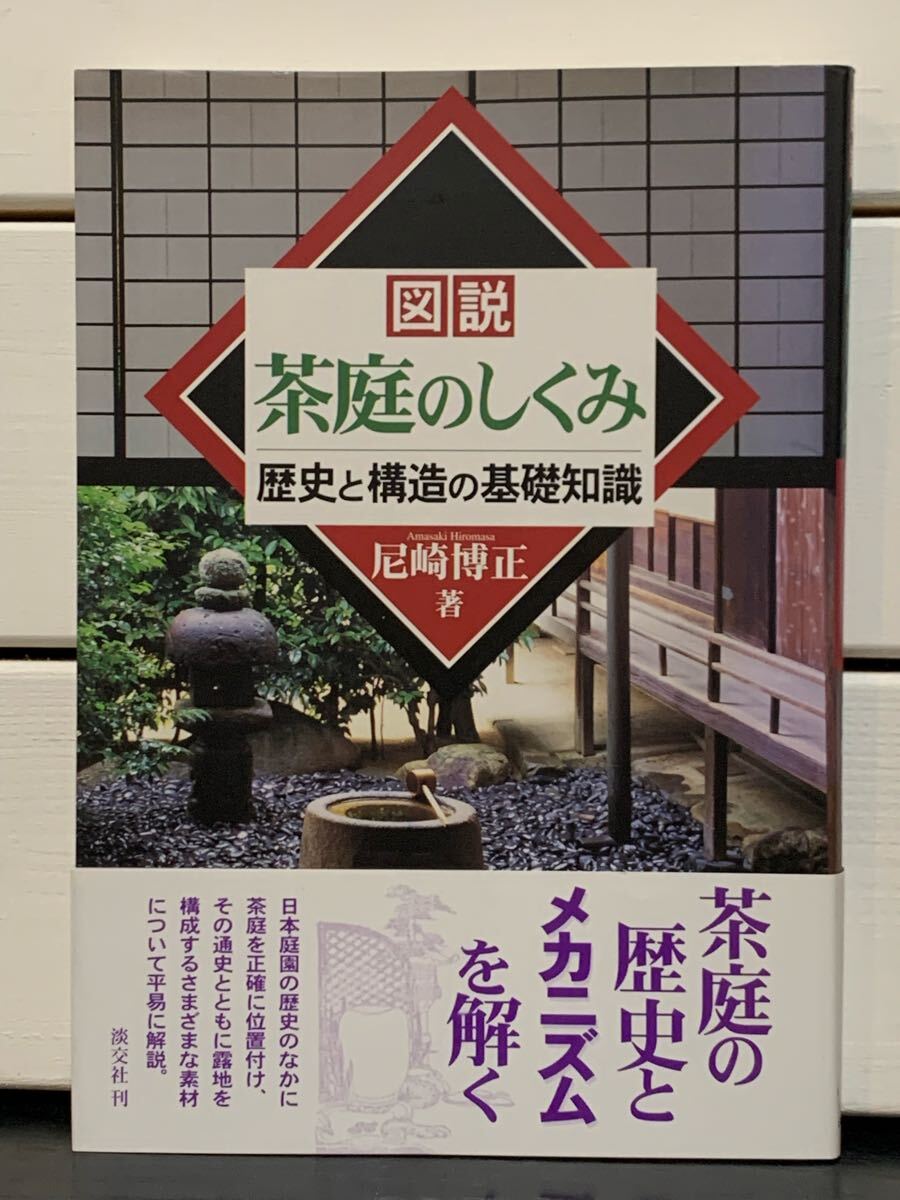 図説
茶庭のしくみ
歴史と構造の基礎知識
Amasaki Hiromasa
尼崎博正
著
茶庭の
歴史と
メカニズム
を解く
日本庭園の歴史のなかに
茶庭を正確に位置付け、
その通史とともに露地を
構成するさまざまな素材
について平易に解説。
淡交社 刊